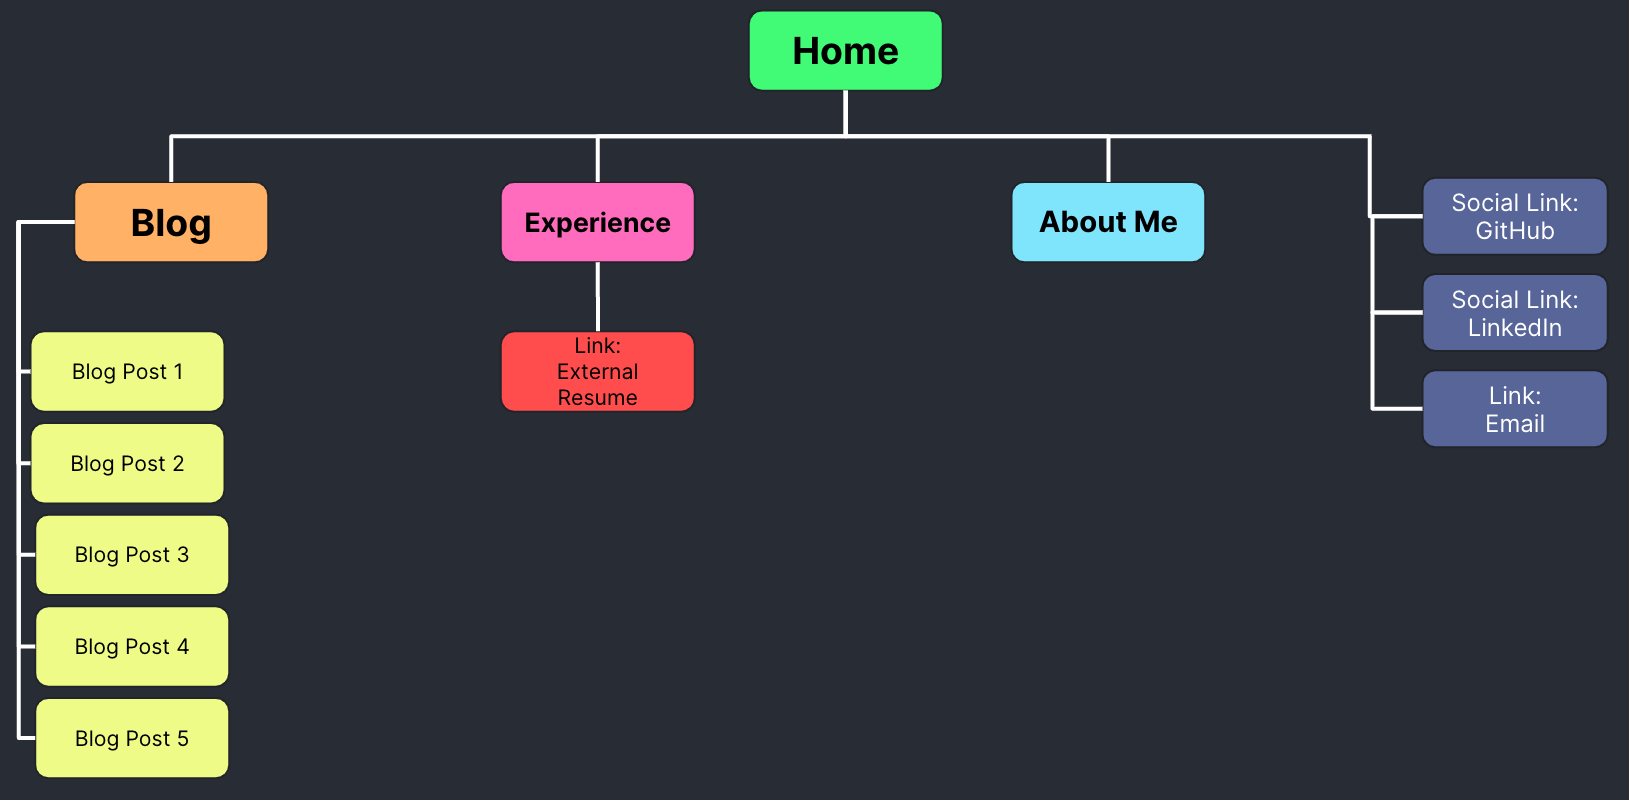 Home
Blog
Experience
About Me
Social Link:
GitHub
Social Link:
LinkedIn
Link:
Email
Link:
External
Resume
Blog Post 1
Blog Post 2
Blog Post 3
Blog Post 4
Blog Post 5